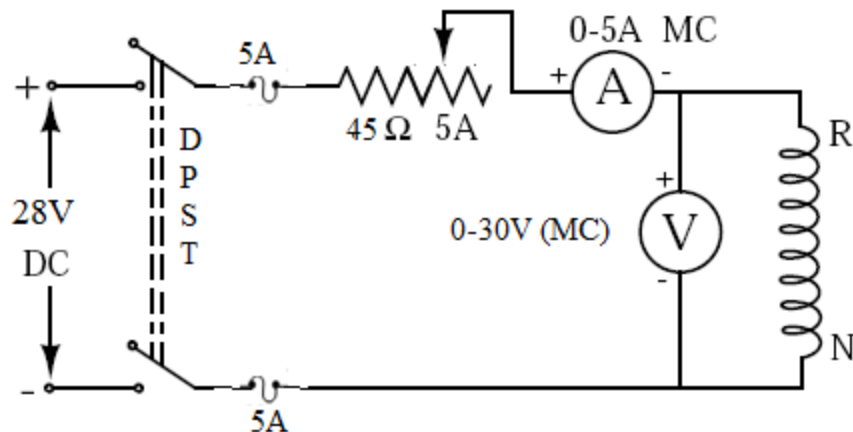 0-5A MC
5A
+
-
+
A
R
45 Ω 5A
D
P
S
T
28V
DC
+
0-30V (MC)
V
-
N
-
5A